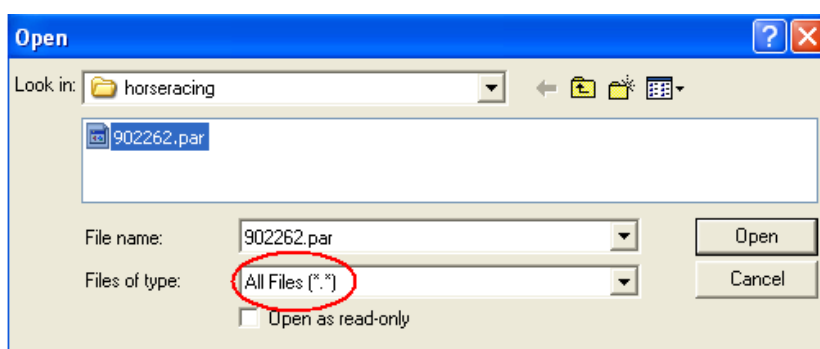 Open
Look in: horseracing
902262.par
File name: 902262.par Open
Files of type: All Files (*.*) Cancel
Open as read-only